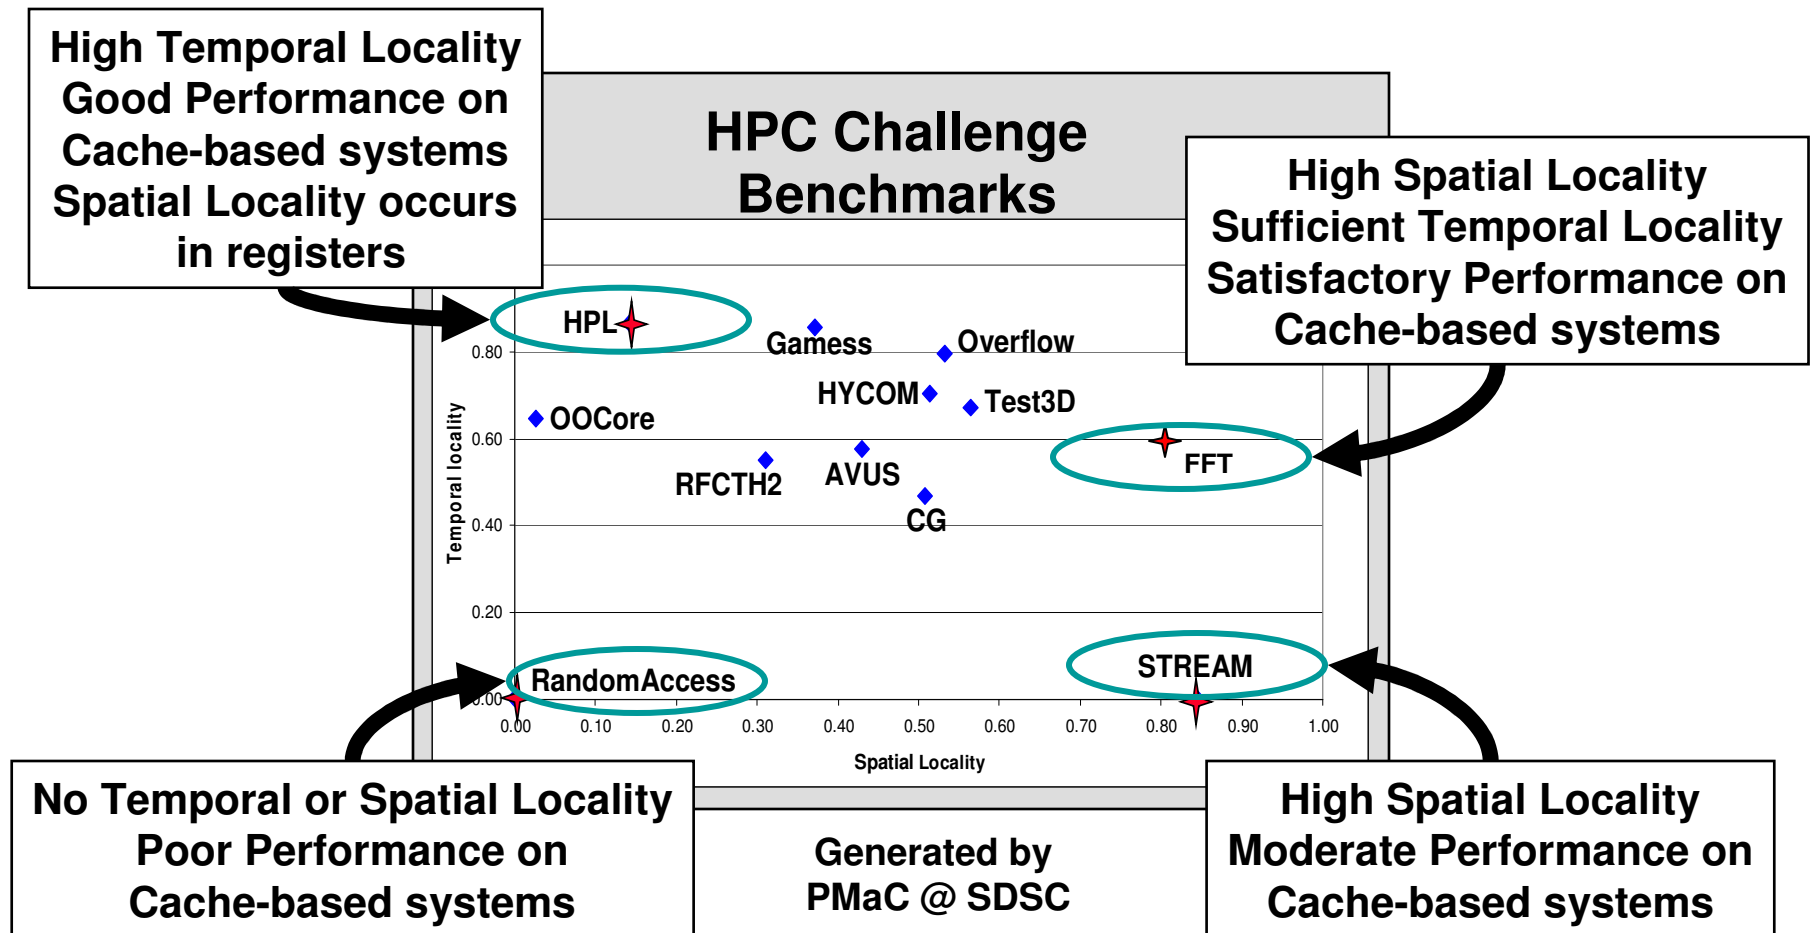 High Temporal Locality
Good Performance on
Cache-based systems
Spatial Locality occurs
in registers
HPC Challenge
Benchmarks
High Spatial Locality
Sufficient Temporal Locality
Satisfactory Performance on
Cache-based systems
HPL
Gamess
Overflow
0.80
HYCOM
Test3D
OOCore
Temporal locality
0.60
FFT
RFCTH2
AVUS
CG
0.40
0.20
RandomAccess
STREAM
0.00
0.00 0.10 0.20 0.30 0.40 0.50 0.60 0.70 0.80 0.90 1.00
Spatial Locality
No Temporal or Spatial Locality
Poor Performance on
Cache-based systems
Generated by
PMaC @ SDSC
High Spatial Locality
Moderate Performance on
Cache-based systems